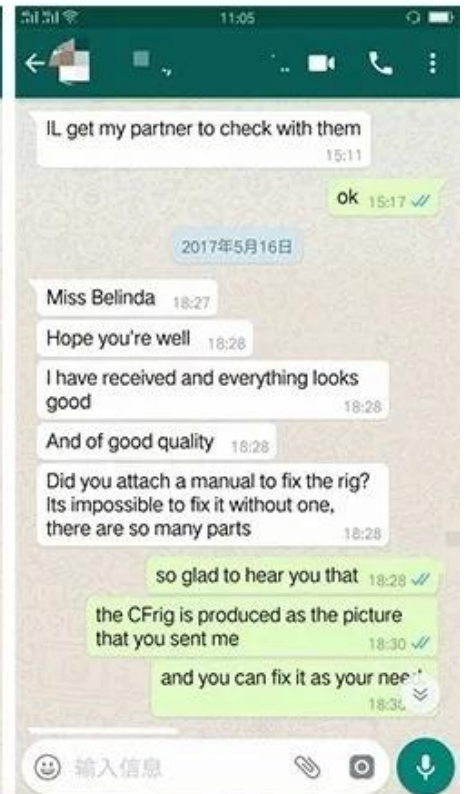 11:05
IL get my partner to check with them
15:11
ok 15:17
2017年5月16日
Miss Belinda 18:27
Hope you're well 18:28
I have received and everything looks
good
18:28
And of good quality 18:28
Did you attach a manual to fix the rig?
Its impossible to fix it without one,
there are so many parts
18:28
so glad to hear you that 18:28
the CFrig is produced as the picture
that you sent me
18:30
and you can fix it as your need
18:30
输入信息